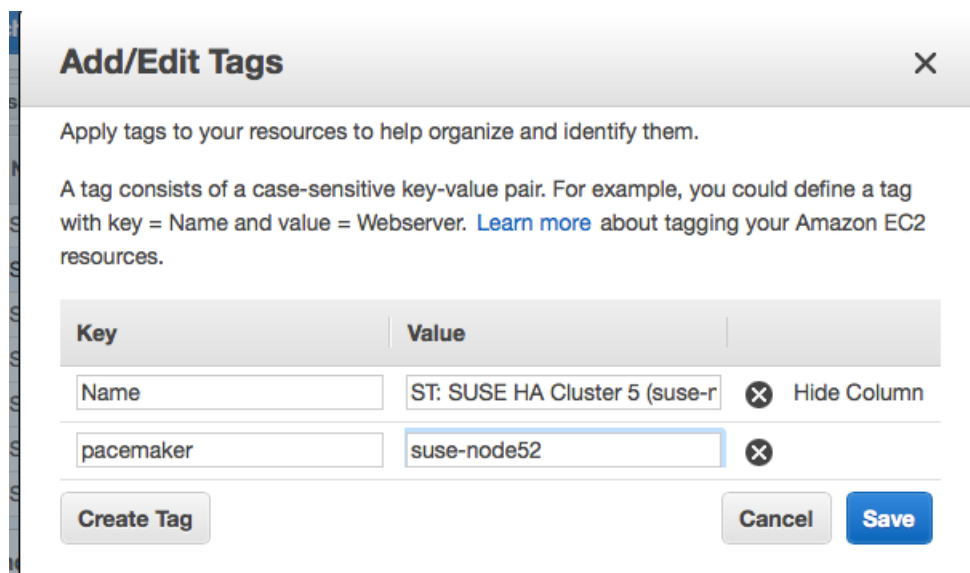 Add/Edit Tags
Apply tags to your resources to help organize and identify them.
A tag consists of a case-sensitive key-value pair. For example, you could define a tag
with key = Name and value = Webserver. Learn more about tagging your Amazon EC2
resources.
Key Value
Name ST: SUSE HA Cluster 5 (suse-n Hide Column
pacemaker suse-node52
Create Tag Cancel Save